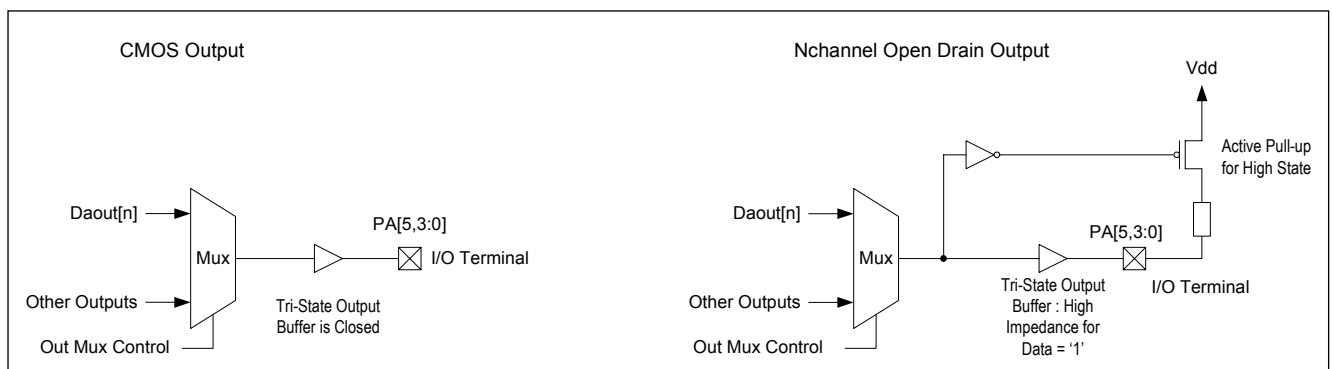 CMOS Output
Daout[n]
Mux
PA[5,3:0]
I/O Terminal
Other Outputs
Tri-State Output
Buffer is Closed
Out Mux Control
Nchannel Open Drain Output
Vdd
Active Pull-up
for High State
Daout[n]
Mux
PA[5,3:0]
I/O Terminal
Other Outputs
Tri-State Output
Buffer : High
Impedance for
Data = ‘1’
Out Mux Control